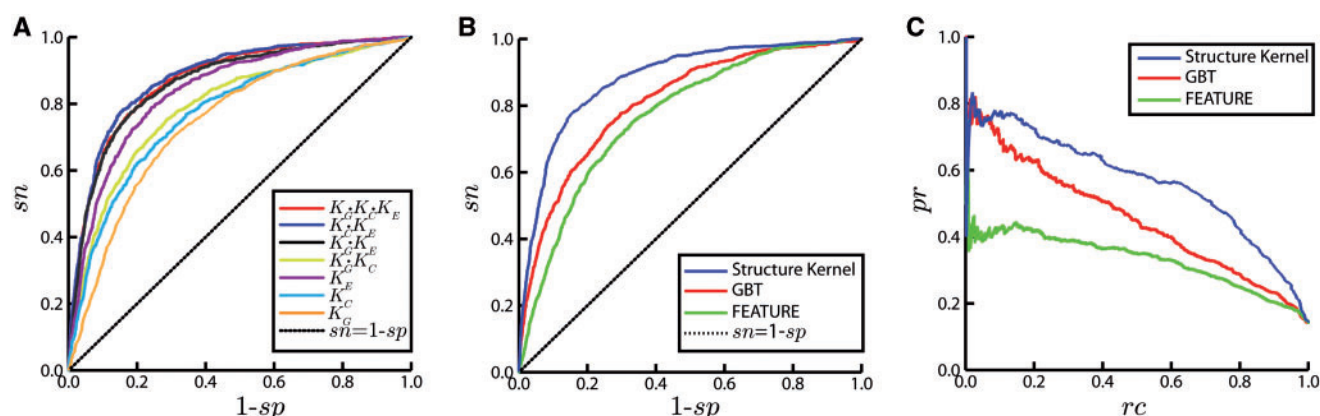 A
1.0
0.8
0.6
0.4
0.2
0.0
0.0 0.2 0.4 0.6 0.8 1.0
sn
1-sp
K_G·K_C·K_E
K_C·K_E
K_G·K_E
K_G·K_C
K_E
K_C
K_G
sn=1-sp
B
1.0
0.8
0.6
0.4
0.2
0.0
0.0 0.2 0.4 0.6 0.8 1.0
sn
1-sp
Structure Kernel
GBT
FEATURE
sn=1-sp
C
1.0
0.8
0.6
0.4
0.2
0.0
0.0 0.2 0.4 0.6 0.8 1.0
pr
rc
Structure Kernel
GBT
FEATURE